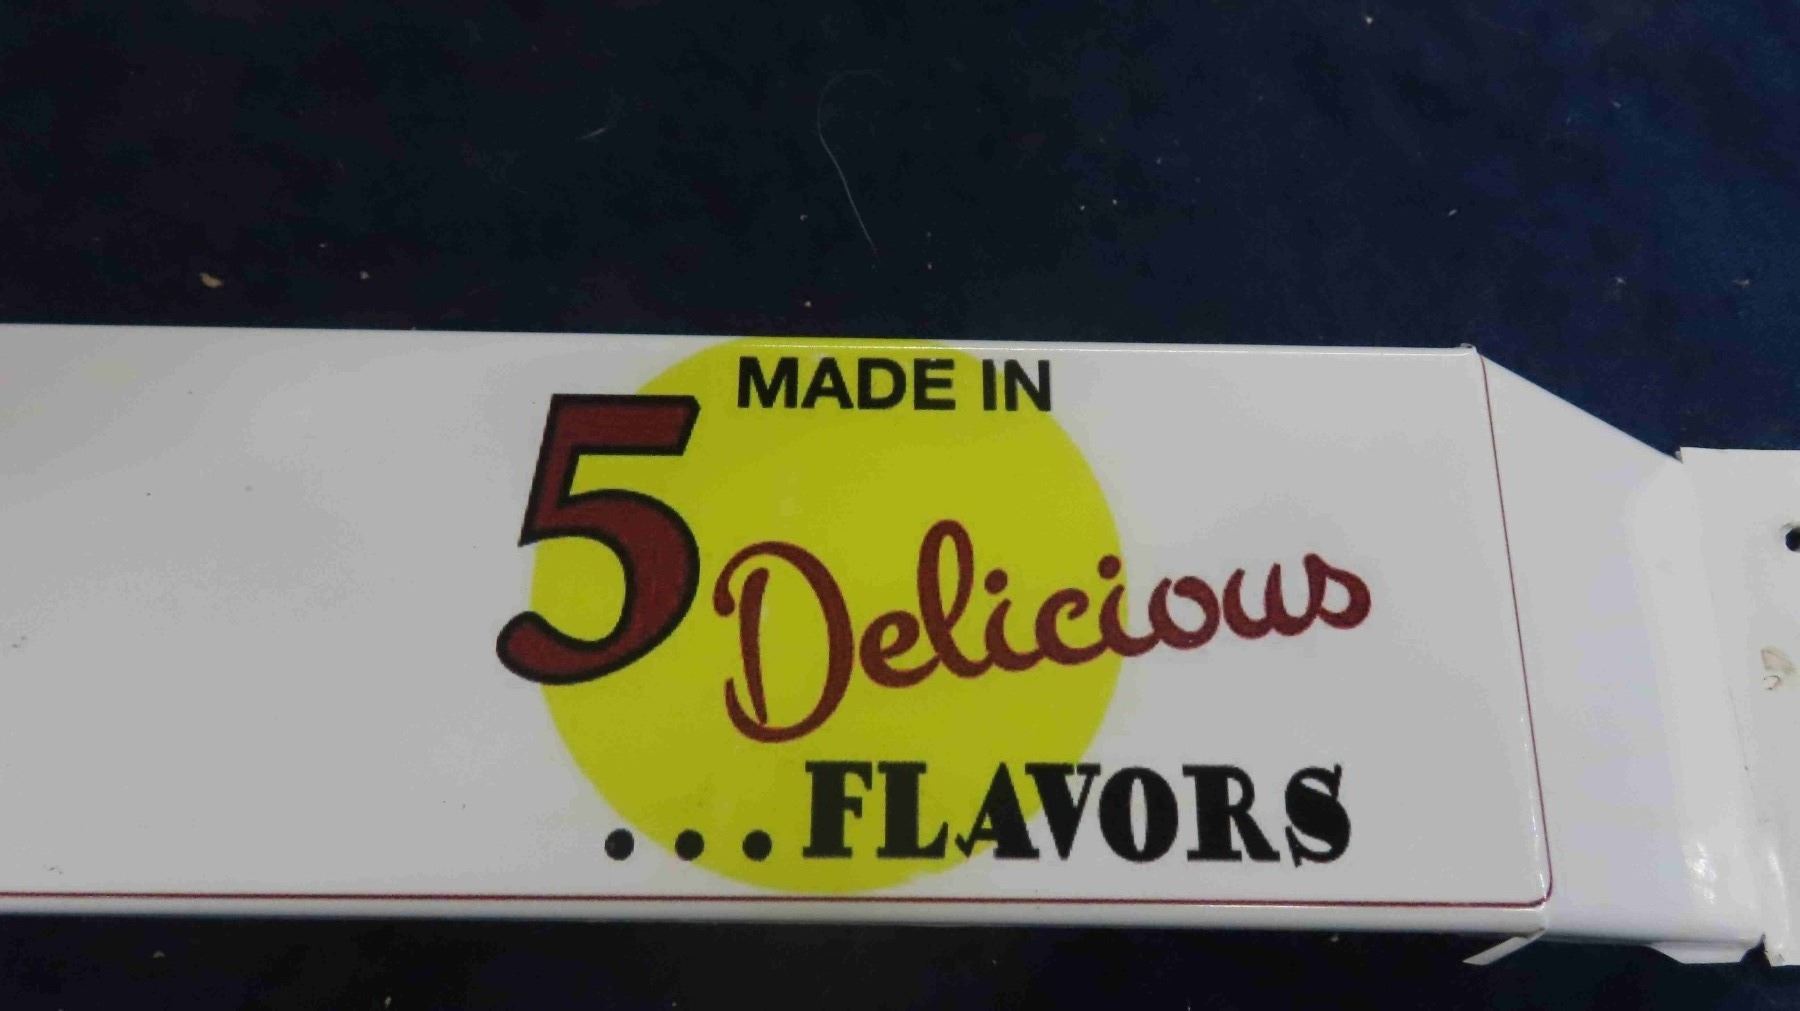 MADE IN
5 Delicious
...FLAVORS